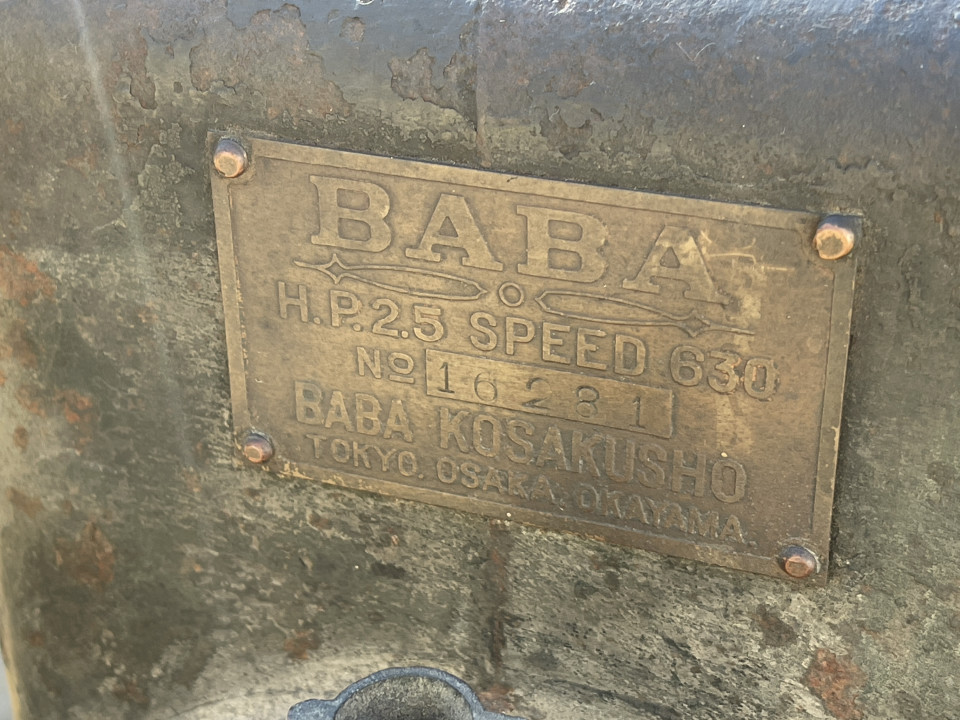 BABA
H.P. 2.5 SPEED 630
No 16281
BABA KOSAKUSHO
TOKYO. OSAKA. OKAYAMA.